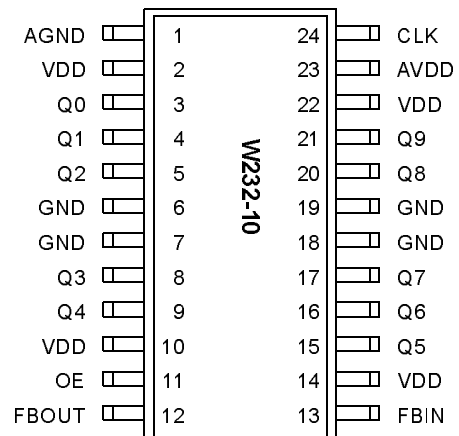 AGND 1 24 CLK
VDD 2 23 AVDD
Q0 3 22 VDD
Q1 4 21 Q9
Q2 5 20 Q8
GND 6 19 GND
GND 7 18 GND
Q3 8 17 Q7
Q4 9 16 Q6
VDD 10 15 Q5
OE 11 14 VDD
FBOUT 12 13 FBIN
W232-10